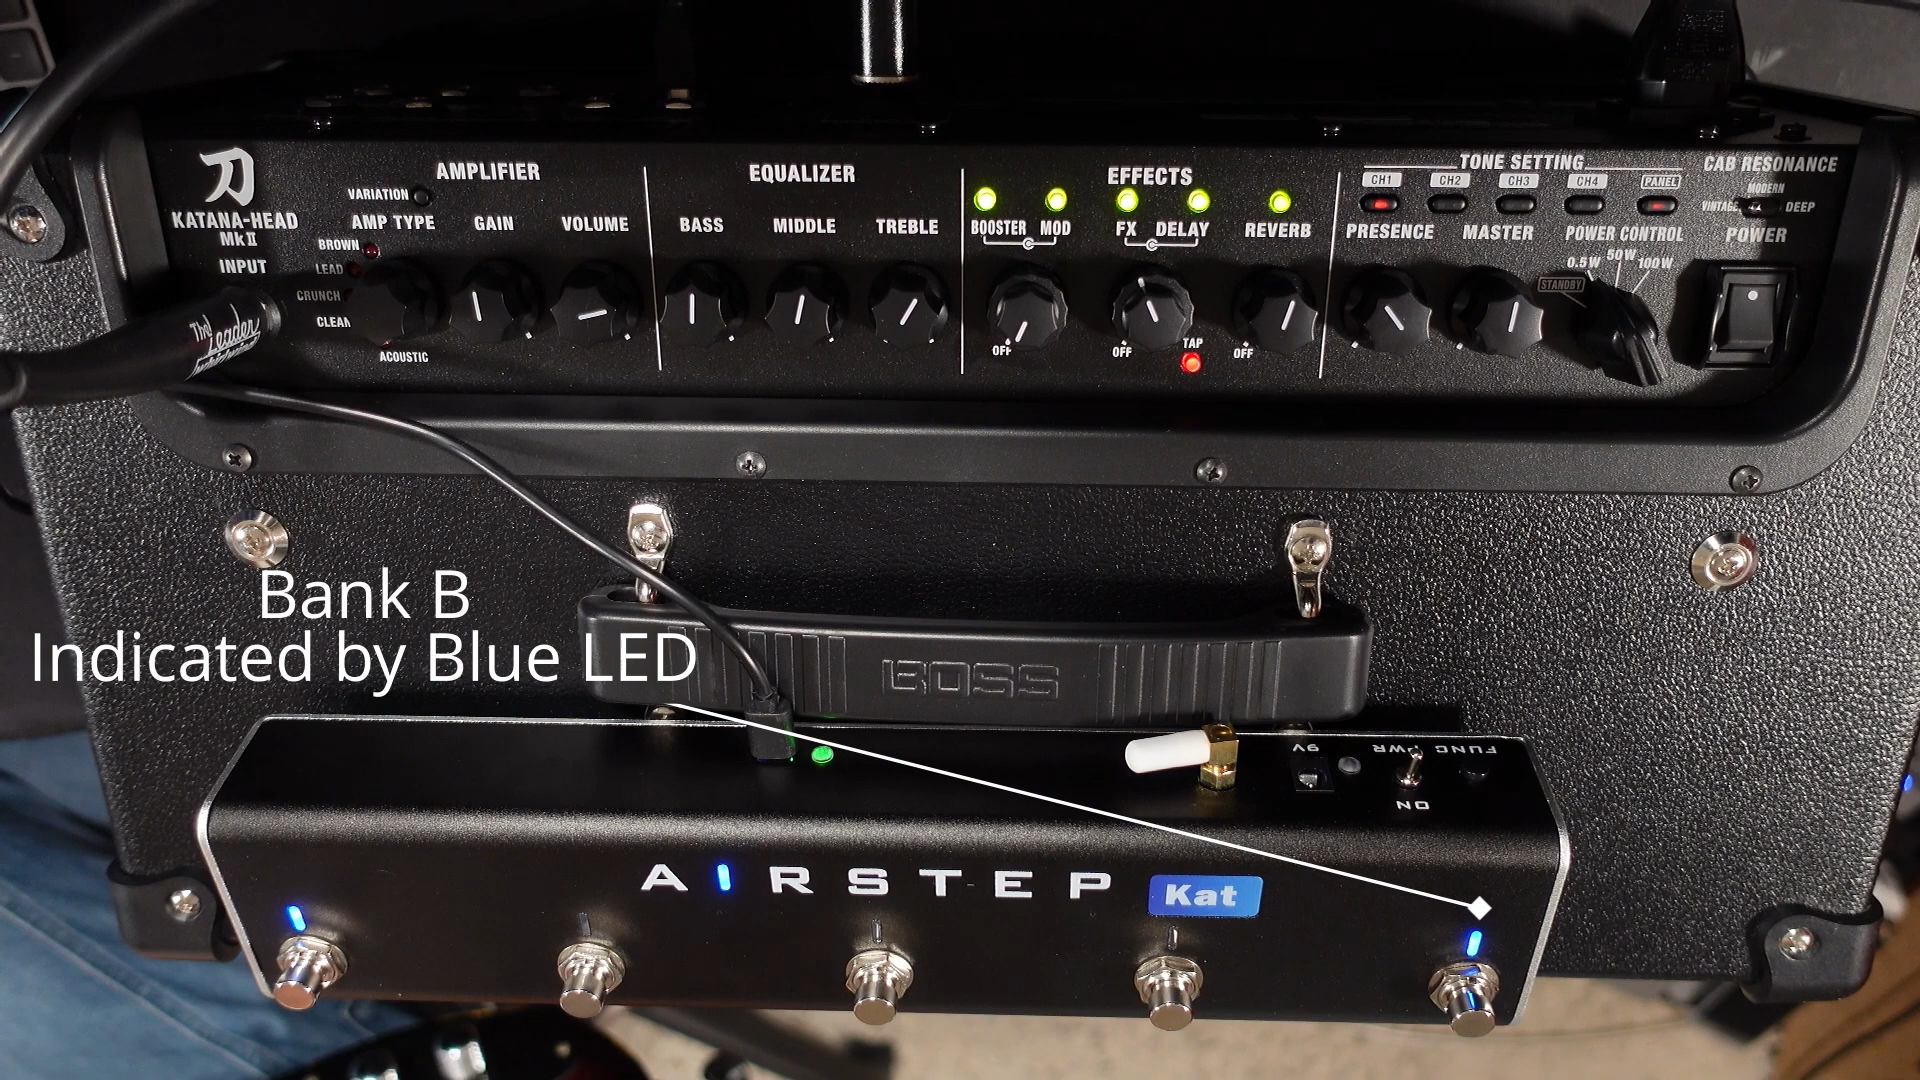 刀
KATANA-HEAD
MkII
INPUT
AMPLIFIER
VARIATION
AMP TYPE
GAIN
VOLUME
BROWN
LEAD
CRUNCH
CLEAN
ACOUSTIC
The
Leader
EQUALIZER
BASS
MIDDLE
TREBLE
EFFECTS
BOOSTER
MOD
FX
DELAY
REVERB
OFF
OFF
TAP
OFF
TONE SETTING
CH1
CH2
CH3
CH4
PANEL
PRESENCE
MASTER
POWER CONTROL
STANDBY
0.5W
50W
100W
CAB RESONANCE
MODERN
VINTAGE
DEEP
POWER
Bank B
Indicated by Blue LED
BOSS
9V
PWR
FUNC
ON
AIRSTEP
Kat